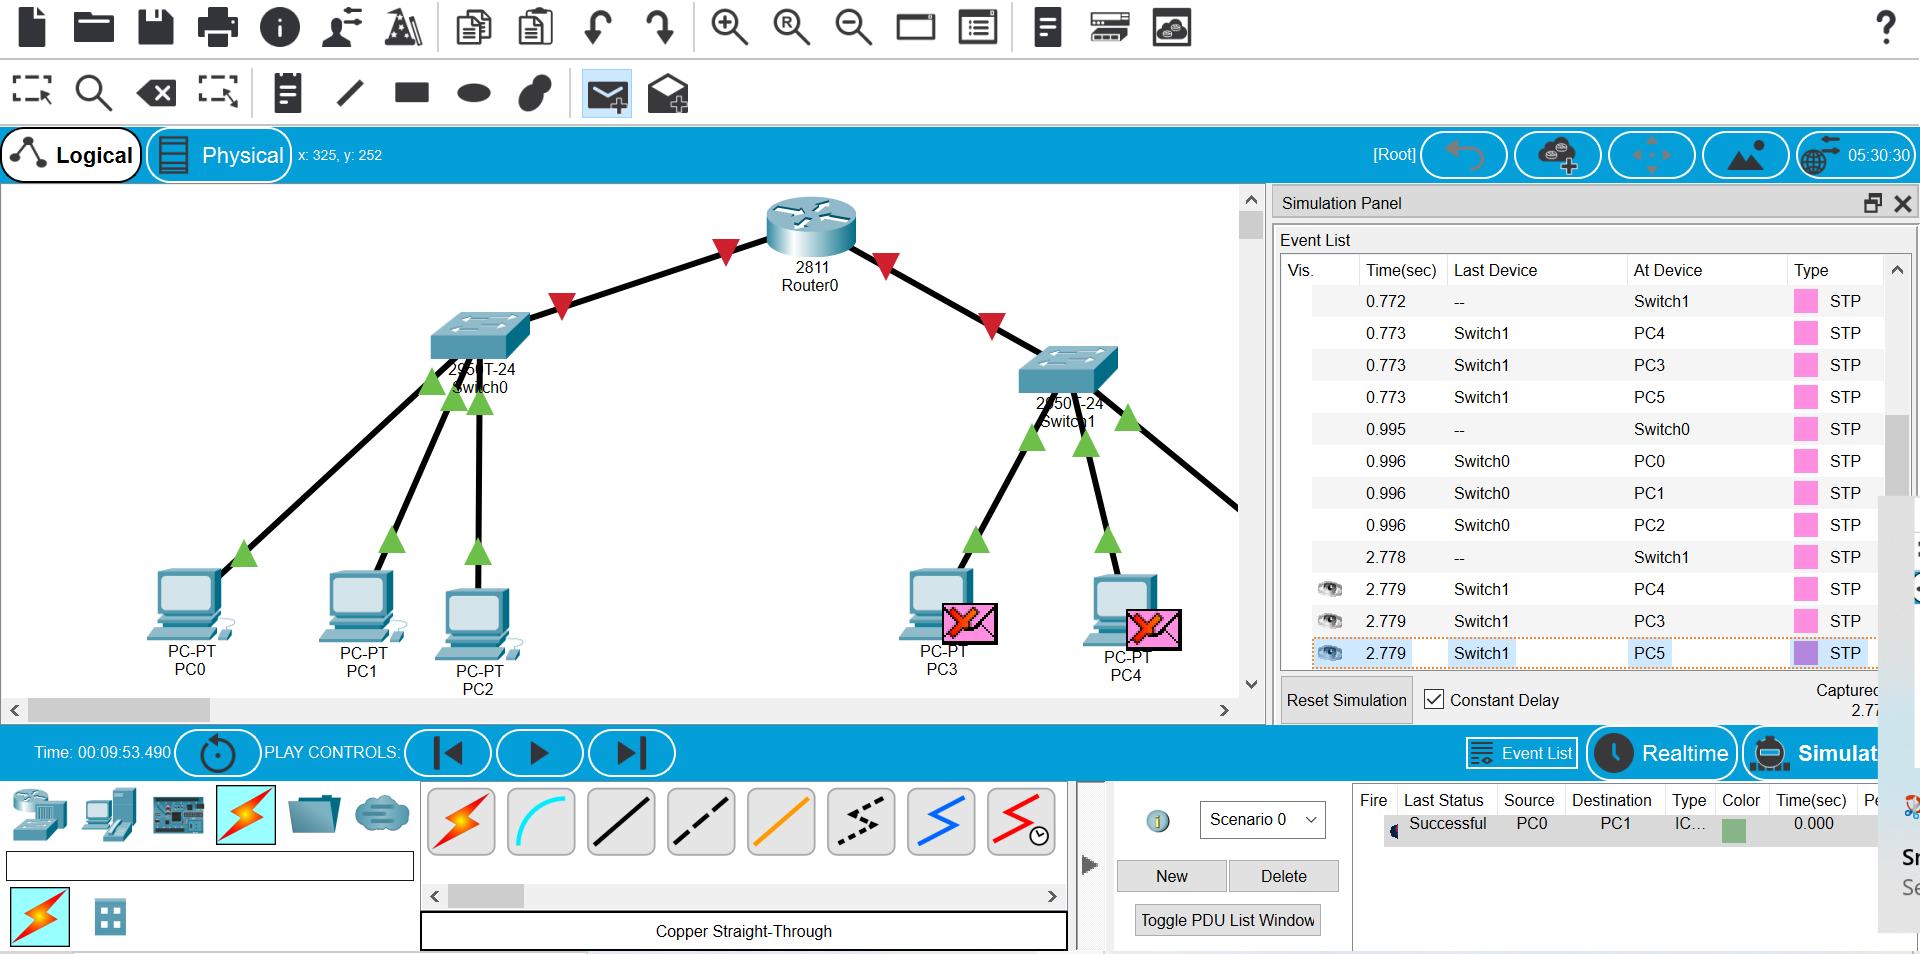 Logical
Physical
x: 325, y: 252
[Root]
05:30:30
2811
Router0
2950T-24
Switch0
2950T-24
Switch1
PC-PT
PC0
PC-PT
PC1
PC-PT
PC2
PC-PT
PC3
PC-PT
PC4
Simulation Panel
Event List
Vis. Time(sec) Last Device At Device Type
0.772 -- Switch1 STP
0.773 Switch1 PC4 STP
0.773 Switch1 PC3 STP
0.773 Switch1 PC5 STP
0.995 -- Switch0 STP
0.996 Switch0 PC0 STP
0.996 Switch0 PC1 STP
0.996 Switch0 PC2 STP
2.778 -- Switch1 STP
2.779 Switch1 PC4 STP
2.779 Switch1 PC3 STP
2.779 Switch1 PC5 STP
Reset Simulation
Constant Delay
Captured
2.77
Time: 00:09:53.490
PLAY CONTROLS:
Event List
Realtime
Simulat
Copper Straight-Through
Scenario 0
New
Delete
Toggle PDU List Window
Fire Last Status Source Destination Type Color Time(sec) Pe
Successful PC0 PC1 IC... 0.000
Sr
Se